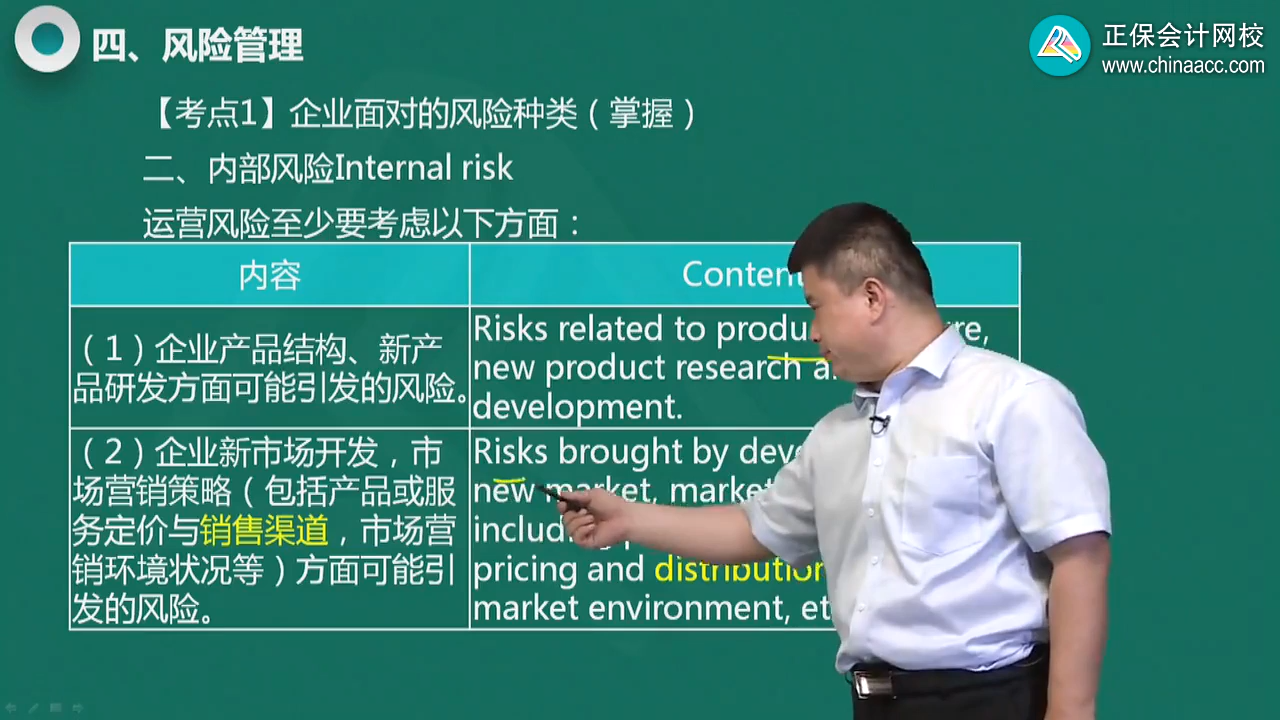 四、风险管理
正保会计网校
www.chinaacc.com
【考点1】企业面对的风险种类（掌握）
二、内部风险Internal risk
运营风险至少要考虑以下方面：
内容
Conten
（1）企业产品结构、新产
品研发方面可能引发的风险。
Risks related to produ re,
new product research a
development.
（2）企业新市场开发，市
场营销策略（包括产品或服
务定价与销售渠道，市场营
销环境状况等）方面可能引
发的风险。
Risks brought by deve
new market, market
includ
pricing and distribution
market environment, et